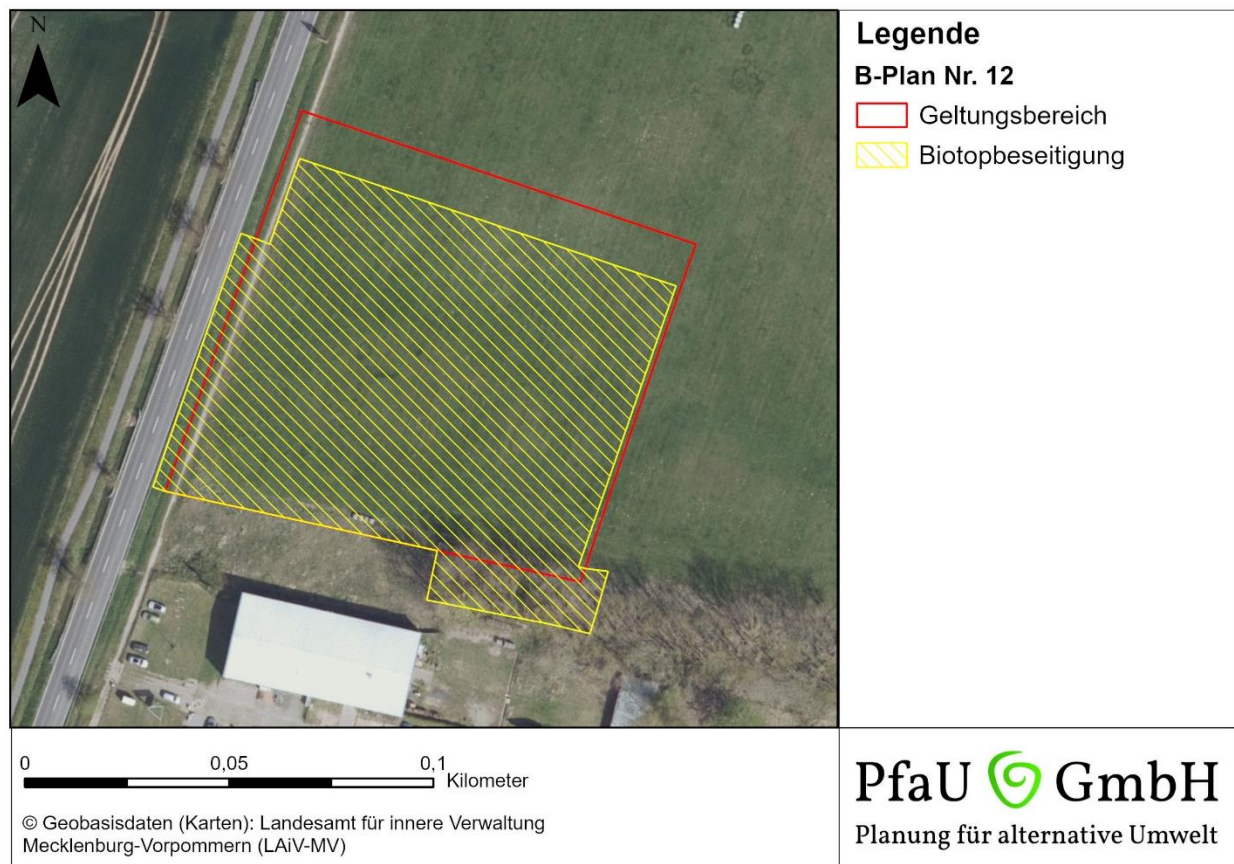 N
Legende
B-Plan Nr. 12
Geltungsbereich
Biotopbeseitigung
0 0,05 0,1
Kilometer
© Geobasisdaten (Karten): Landesamt für innere Verwaltung
Mecklenburg-Vorpommern (LAiV-MV)
PfaU GmbH
Planung für alternative Umwelt